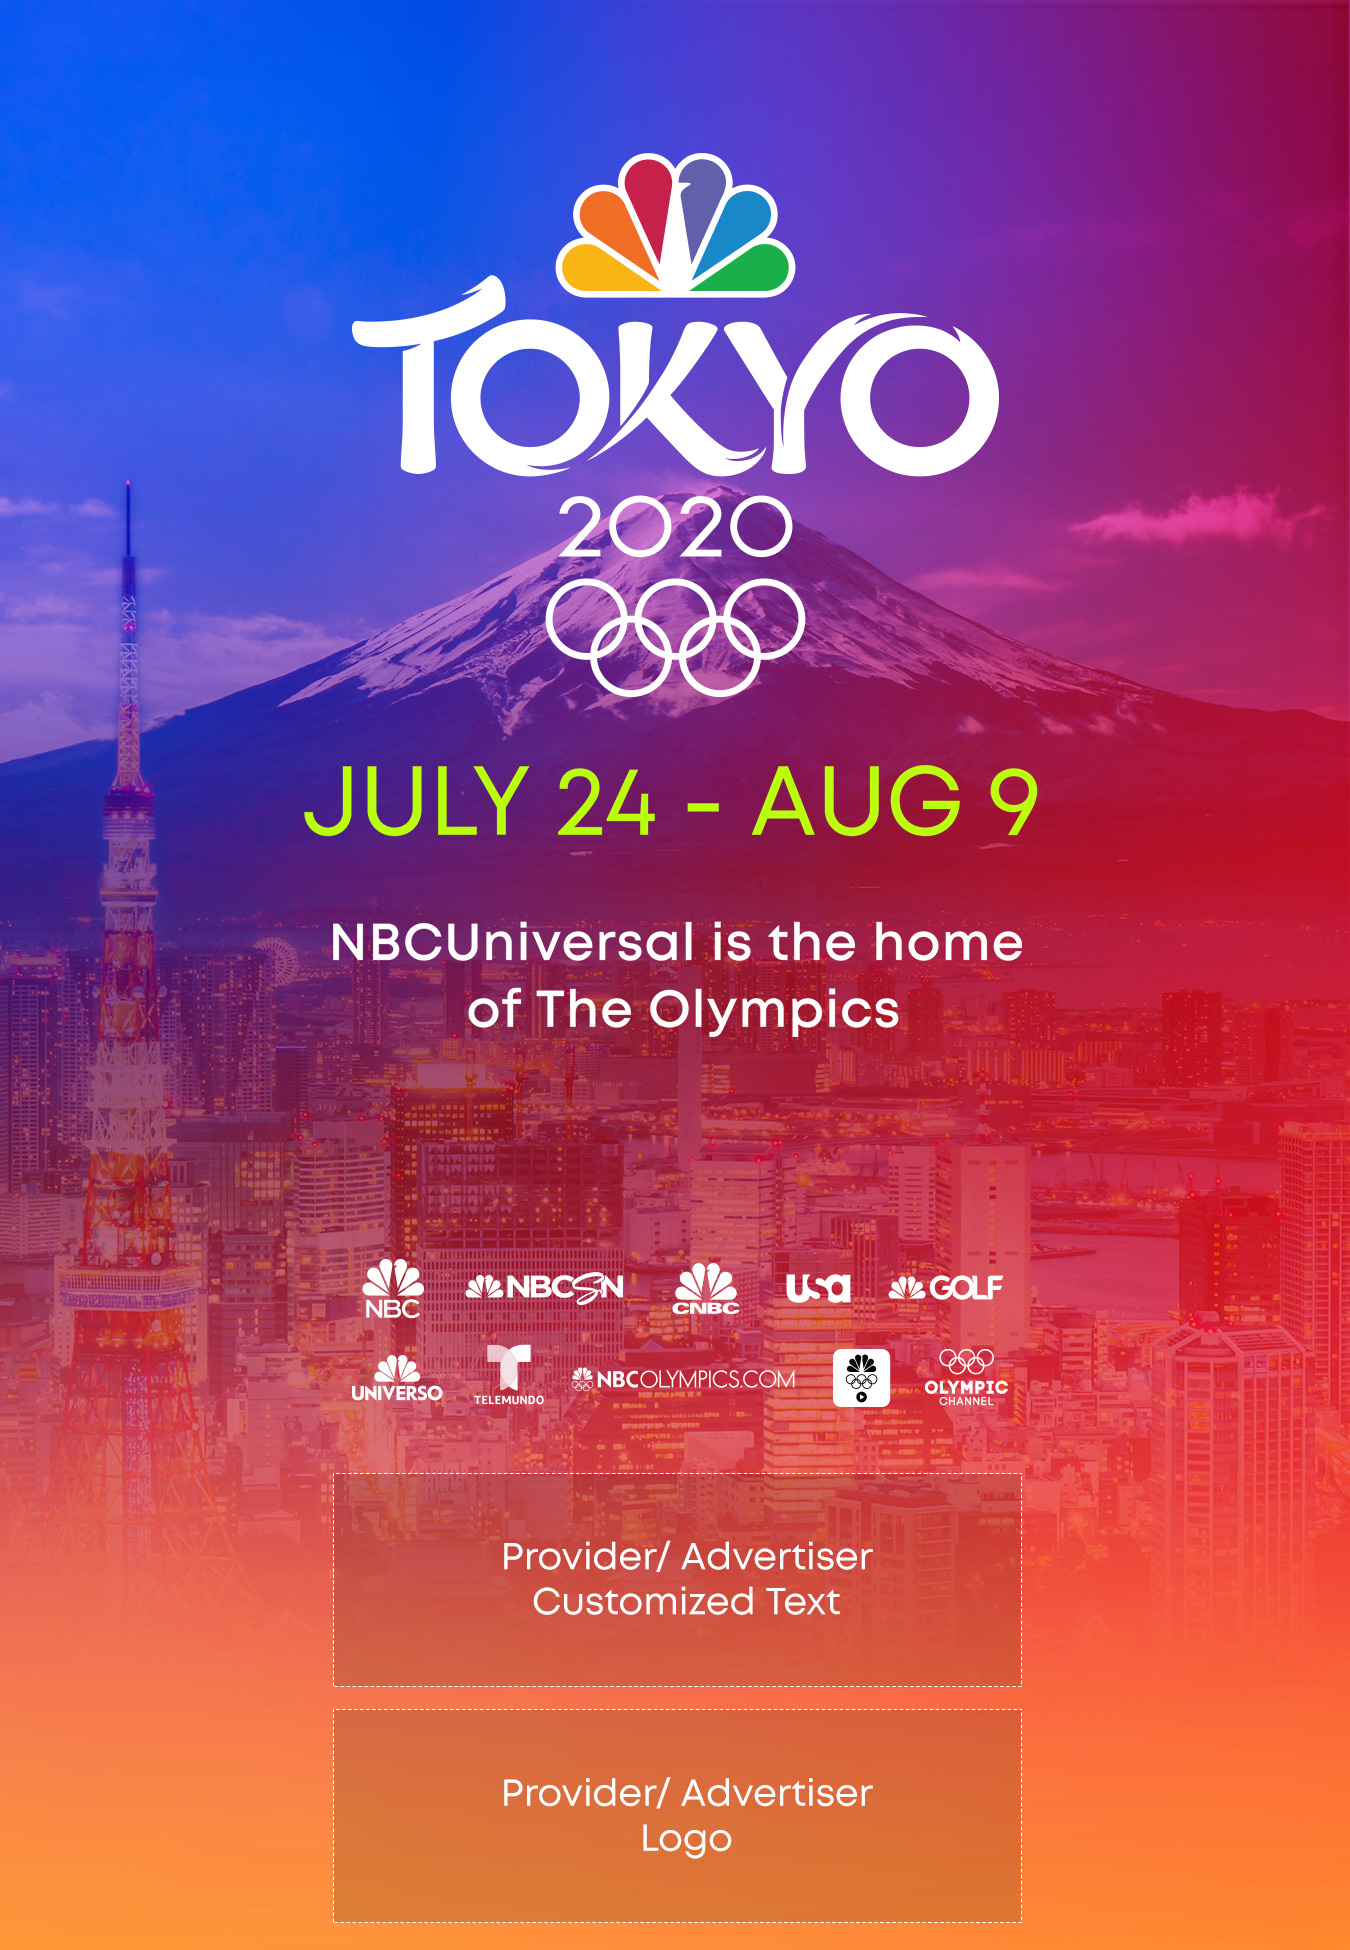 TOKYO
2020
JULY 24 - AUG 9
NBCUniversal is the home
of The Olympics
NBC NBCSN CNBC usa GOLF
UNIVERSO TELEMUNDO NBCOLYMPICS.COM OLYMPIC
CHANNEL
Provider/ Advertiser
Customized Text
Provider/ Advertiser
Logo